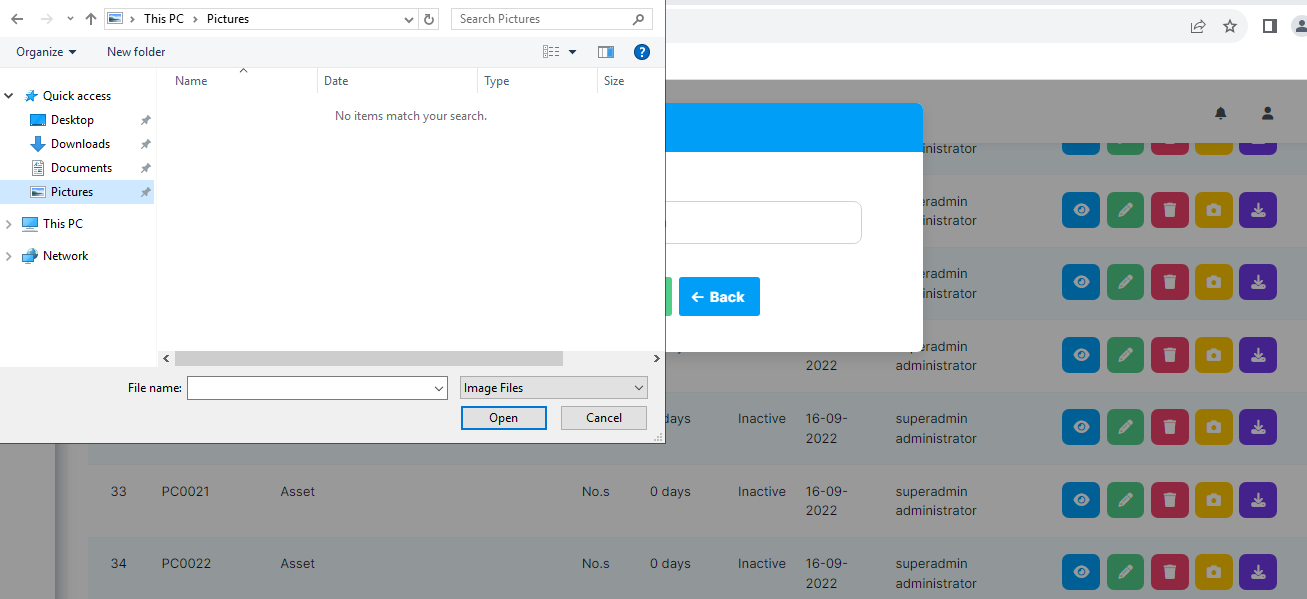 This PC
Pictures
Search Pictures
Organize
New folder
?
Name
Date
Type
Size
Quick access
Desktop
Downloads
Documents
Pictures
This PC
Network
No items match your search.
File name:
Image Files
Open
Cancel
Back
administrator
administrator
administrator
2022
administrator
days
Inactive
16-09-
2022
superadmin
administrator
33
PC0021
Asset
No.s
0 days
Inactive
16-09-
2022
superadmin
administrator
34
PC0022
Asset
No.s
0 days
Inactive
16-09-
2022
superadmin
administrator